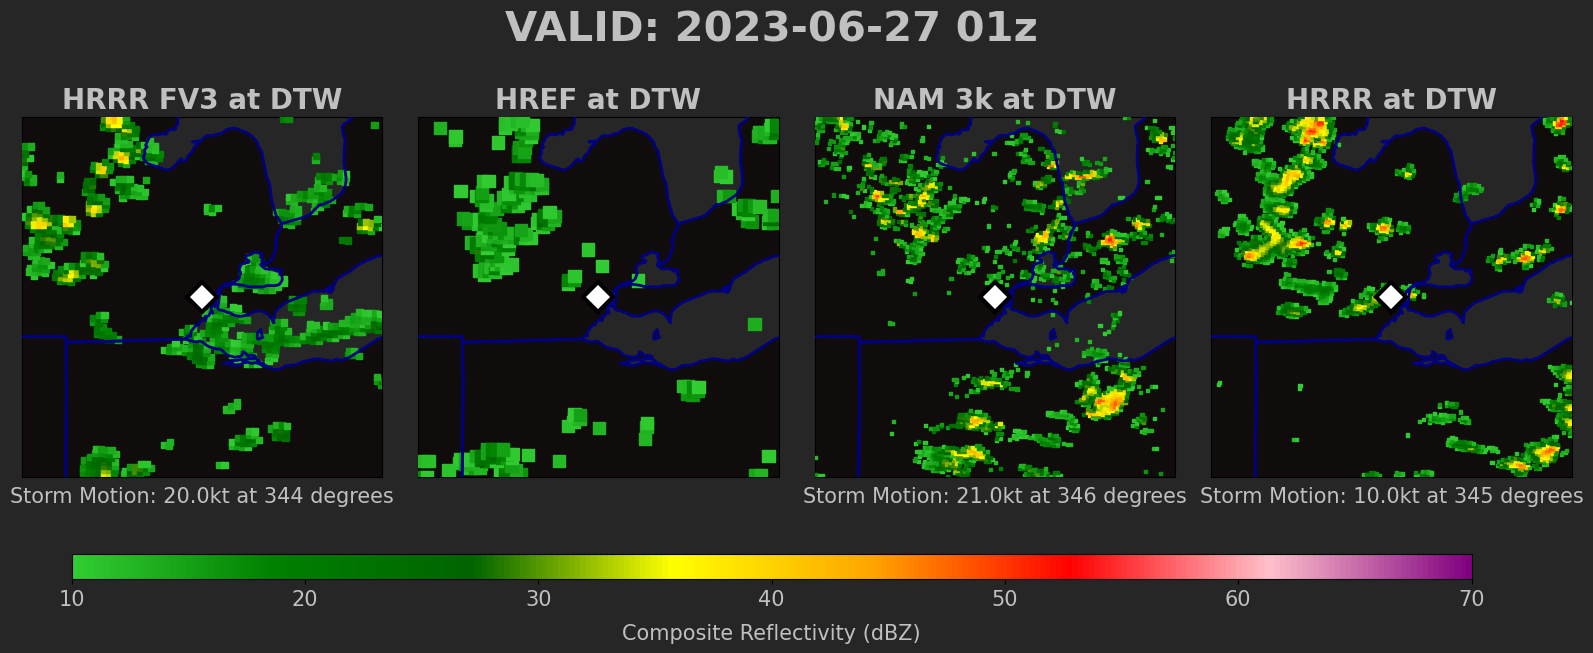 VALID: 2023-06-27 01z
HRRR FV3 at DTW
HREF at DTW
NAM 3k at DTW
HRRR at DTW
Storm Motion: 20.0kt at 344 degrees
Storm Motion: 21.0kt at 346 degrees
Storm Motion: 10.0kt at 345 degrees
10 20 30 40 50 60 70
Composite Reflectivity (dBZ)